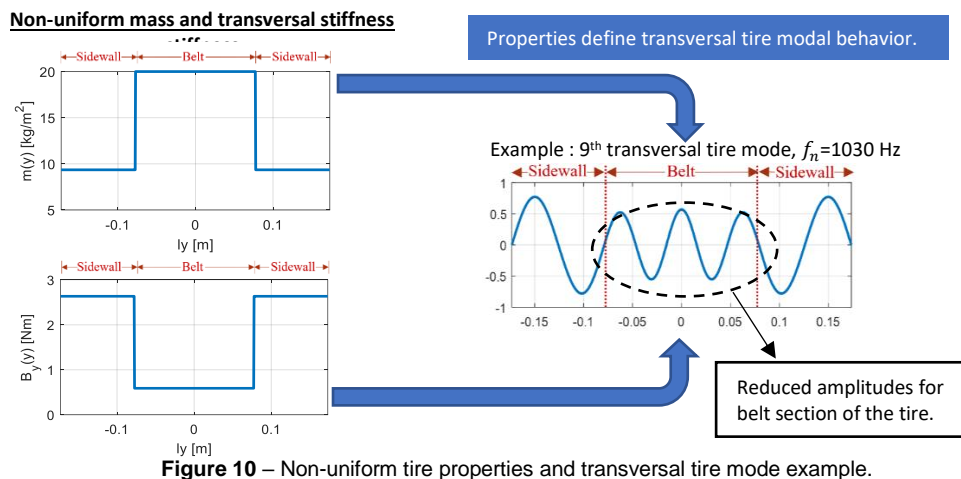 Non-uniform mass and transversal stiffness
stiffness
Properties define transversal tire modal behavior.
Sidewall Belt Sidewall
20
15
10
5
m(y) [kg/m²]
-0.1 0 0.1
ly [m]
Example : 9th transversal tire mode, fₙ=1030 Hz
Sidewall Belt Sidewall
1
0.5
0
-0.5
-1
-0.15 -0.1 -0.05 0 0.05 0.1 0.15
Sidewall Belt Sidewall
3
2
1
0
B_y(y) [Nm]
-0.1 0 0.1
ly [m]
Reduced amplitudes for
belt section of the tire.
Figure 10 – Non-uniform tire properties and transversal tire mode example.